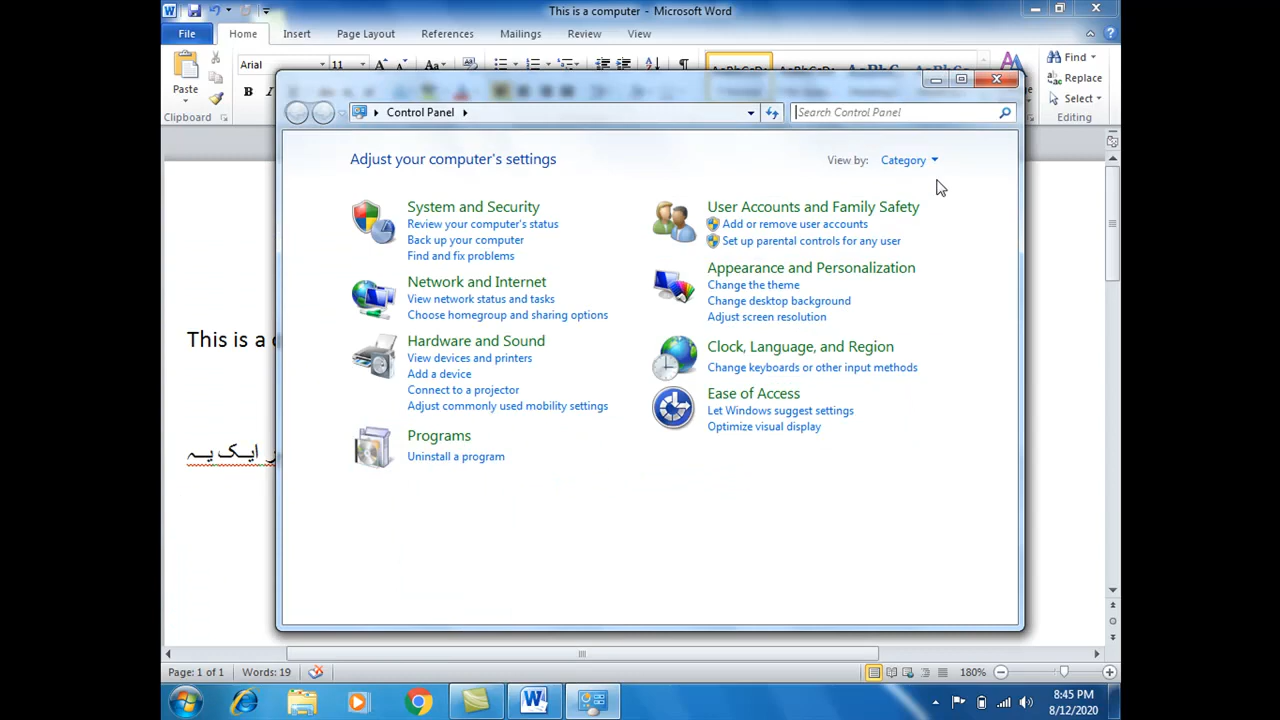 This is a computer - Microsoft Word
File Home Insert Page Layout References Mailings Review View
Arial 11 Aa
Paste
B I
Find
Replace
Select
Clipboard
Editing
Control Panel
Search Control Panel
Adjust your computer's settings
View by: Category
System and Security
Review your computer's status
Back up your computer
Find and fix problems
Network and Internet
View network status and tasks
Choose homegroup and sharing options
Hardware and Sound
View devices and printers
Add a device
Connect to a projector
Adjust commonly used mobility settings
Programs
Uninstall a program
User Accounts and Family Safety
Add or remove user accounts
Set up parental controls for any user
Appearance and Personalization
Change the theme
Change desktop background
Adjust screen resolution
Clock, Language, and Region
Change keyboards or other input methods
Ease of Access
Let Windows suggest settings
Optimize visual display
This is a
ایک یہ
Page: 1 of 1 Words: 19 180%
8:45 PM
8/12/2020